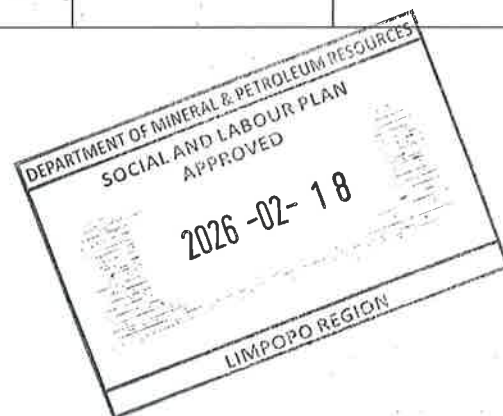 DEPARTMENT OF MINERAL & PETROLEUM RESOURCES
SOCIAL AND LABOUR PLAN
APPROVED
2026 -02- 18
LIMPOPO REGION